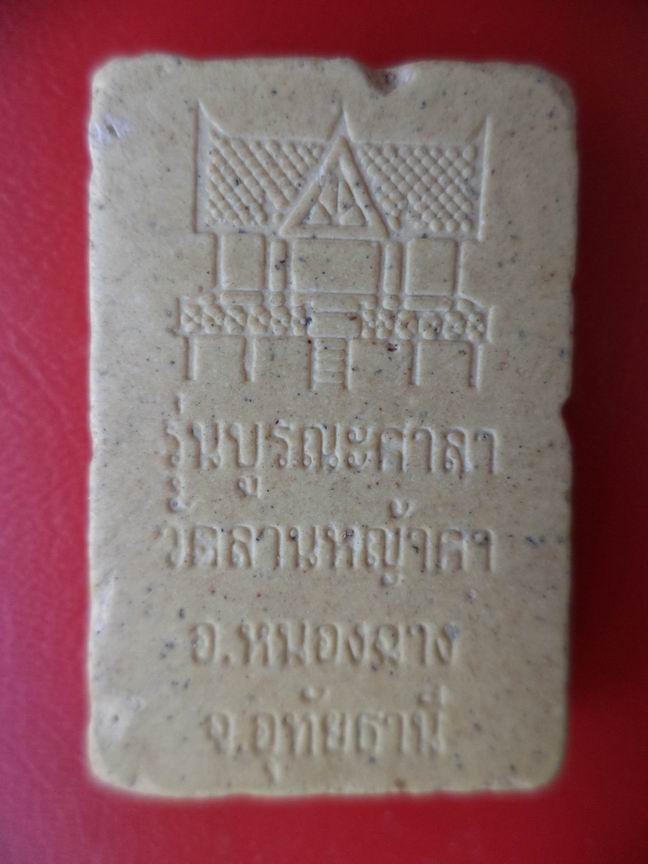 รุ่นบูรณะศาลา
วัดลานหญ้าคา
อ.หนองฉาง
จ.อุทัยธานี